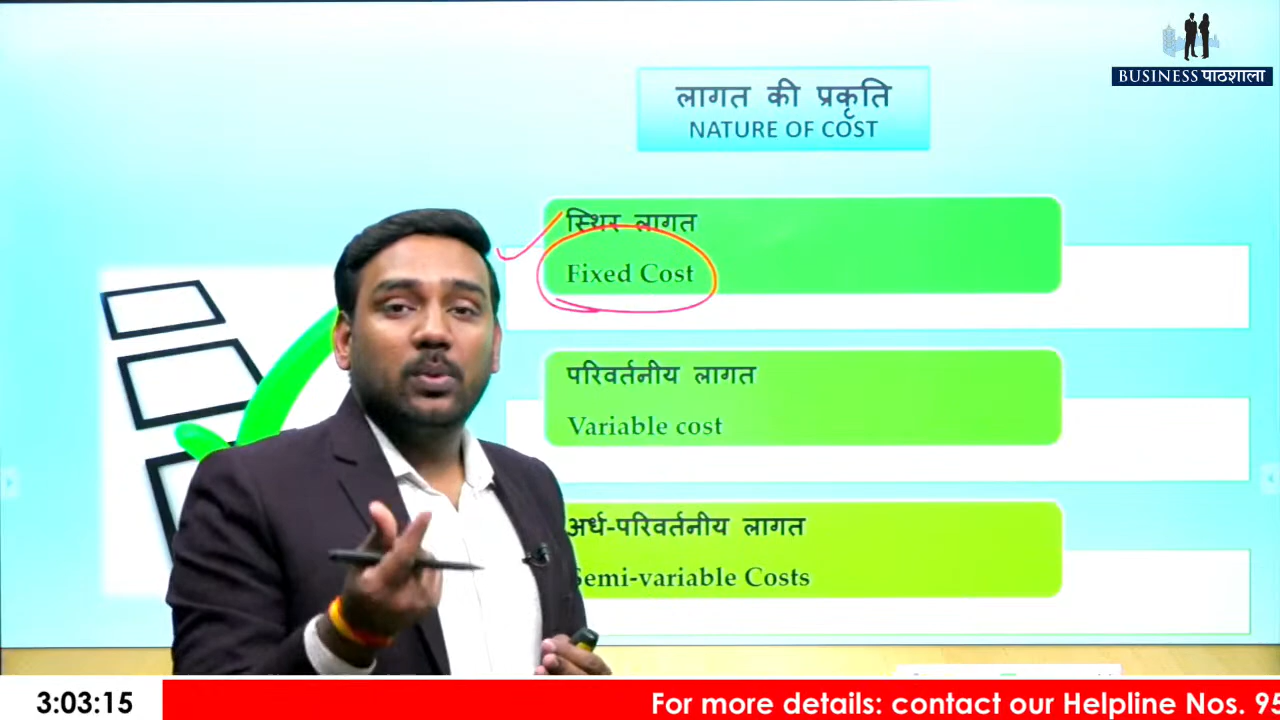 BUSINESS पाठशाला
लागत की प्रकृति
NATURE OF COST
स्थिर लागत
Fixed Cost
परिवर्तनीय लागत
Variable cost
अर्ध-परिवर्तनीय लागत
Semi-variable Costs
3:03:15
For more details: contact our Helpline Nos. 95